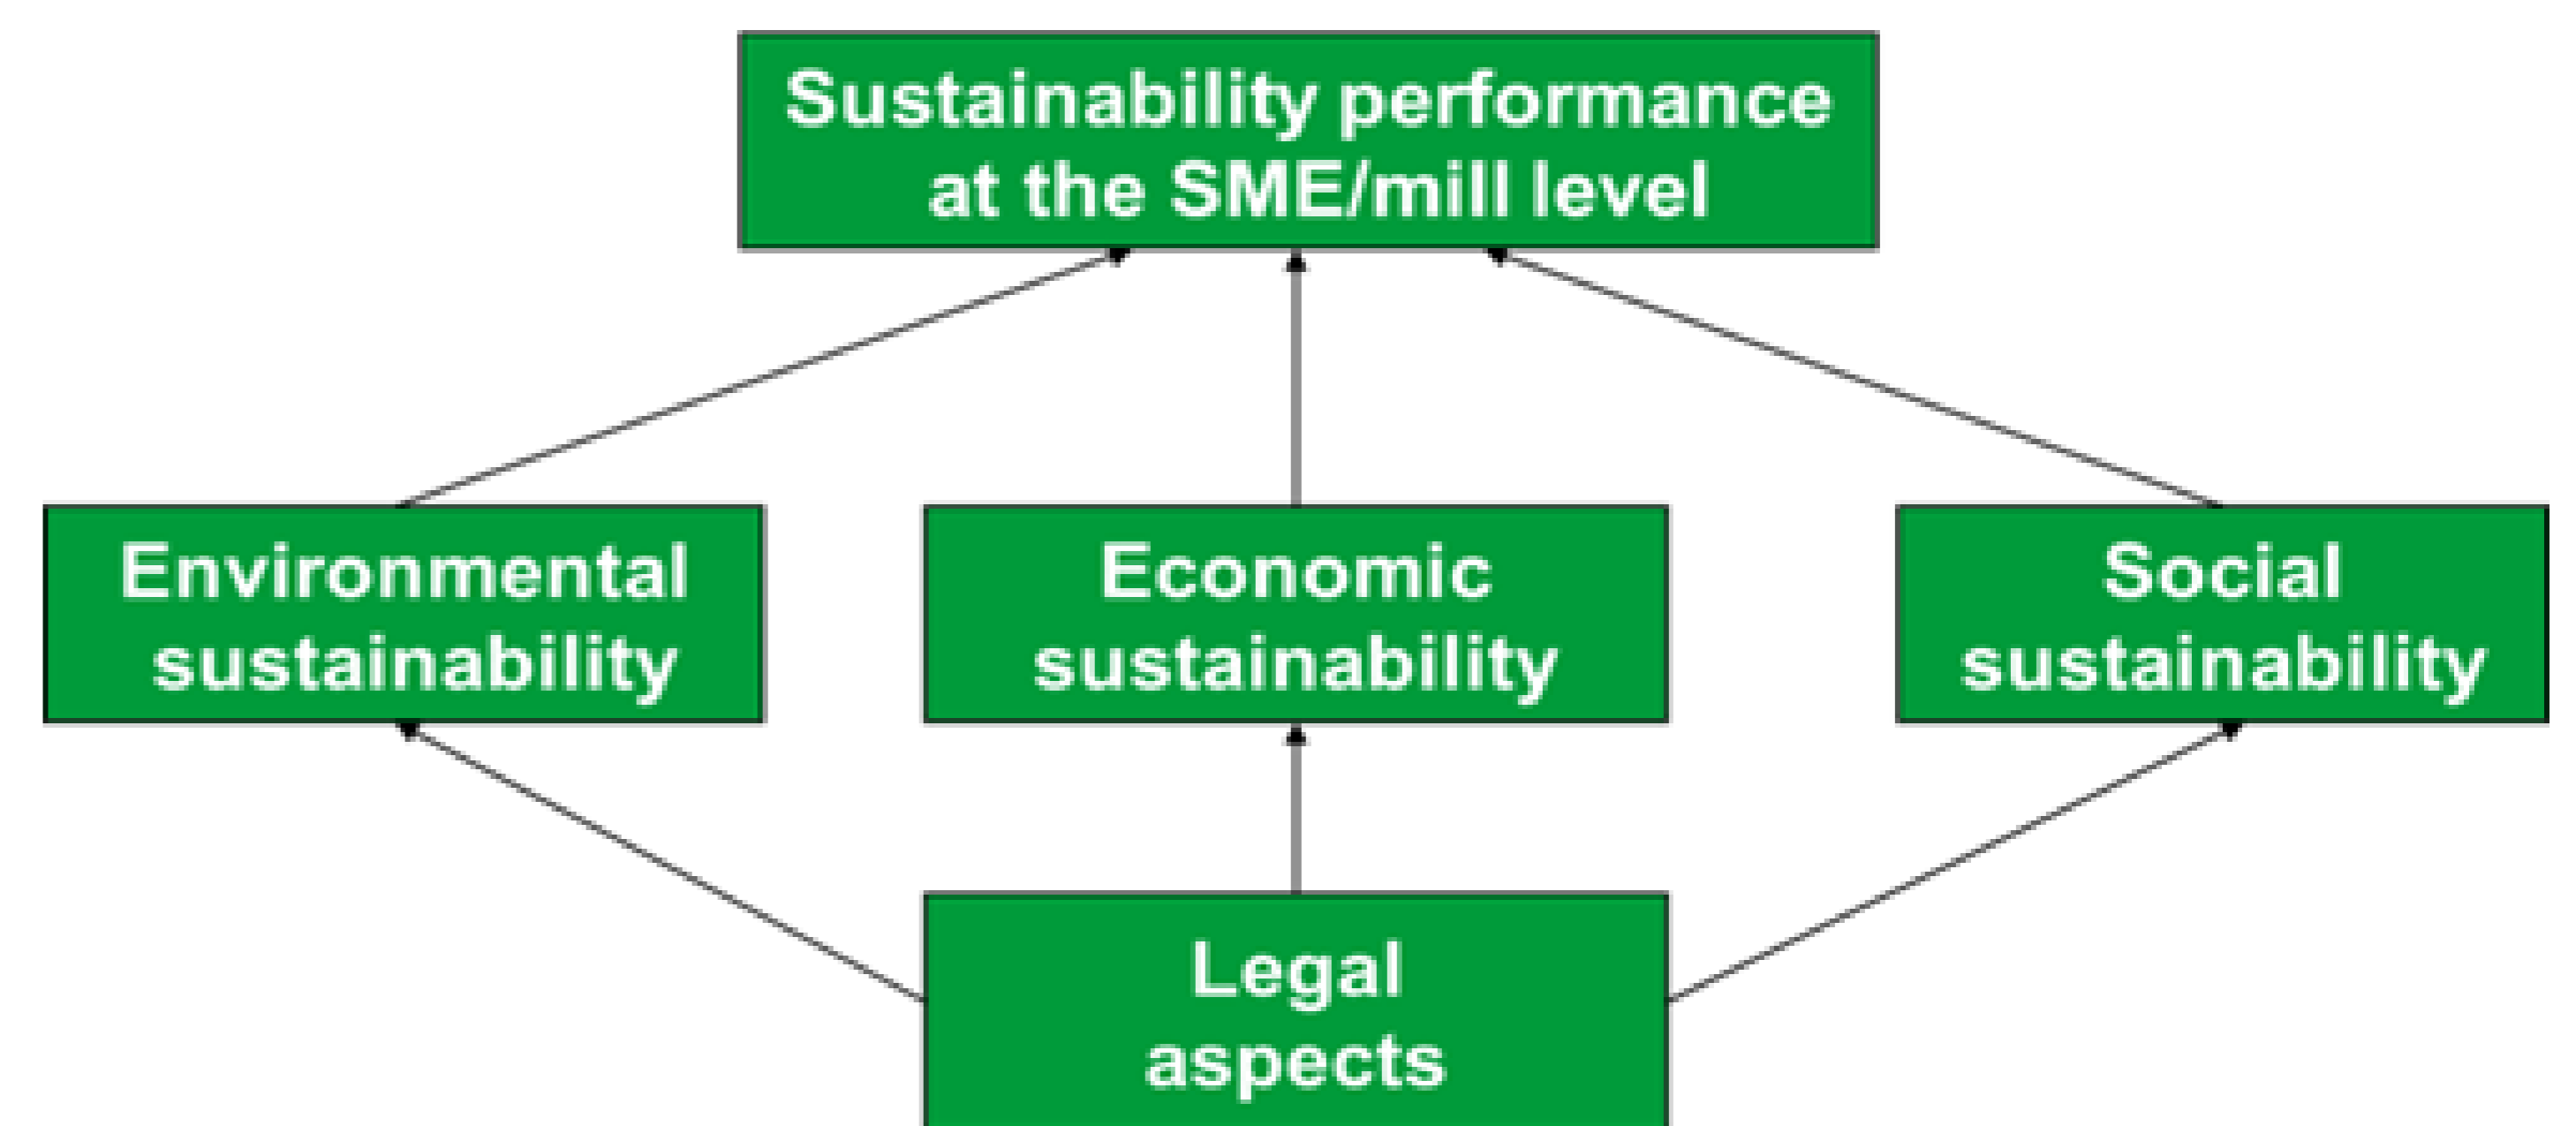 Sustainability performance
at the SME/mill level
Environmental
sustainability
Economic
sustainability
Social
sustainability
Legal
aspects